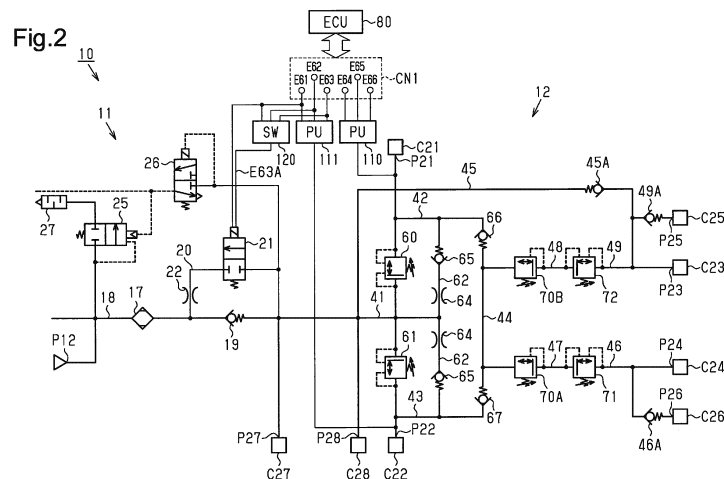 Fig.2
10
11
12
ECU
80
E62
E65
E61
E63
E64
E66
CN1
SW
PU
PU
120
111
110
C21
P21
26
E63A
45
45A
49A
C25
P25
42
66
25
27
20
21
60
65
48
49
C23
P23
22
62
64
70B
72
18
17
41
44
19
64
P12
61
62
47
46
P24
C24
65
70A
71
P26
43
67
46A
C26
P27
P28
P22
C27
C28
C22